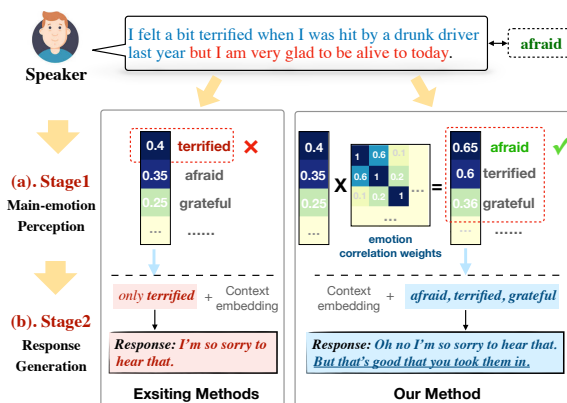 I felt a bit terrified when I was hit by a drunk driver
last year but I am very glad to be alive to today.
afraid
Speaker
(a). Stage1
Main-emotion
Perception
(b). Stage2
Response
Generation
0.4 terrified
0.35 afraid
0.25 grateful
... ......
only terrified + Context
embedding
Response: I'm so sorry to
hear that.
Exsiting Methods
0.4
0.35
0.25
...
X
1 0.6 0.1
0.6 1 0.2
0.1 0.2 1
...
...
emotion
correlation weights
=
0.65 afraid
0.6 terrified
0.36 grateful
... ......
Context
embedding + afraid, terrified, grateful
Response: Oh no I'm so sorry to hear that.
But that's good that you took them in.
Our Method